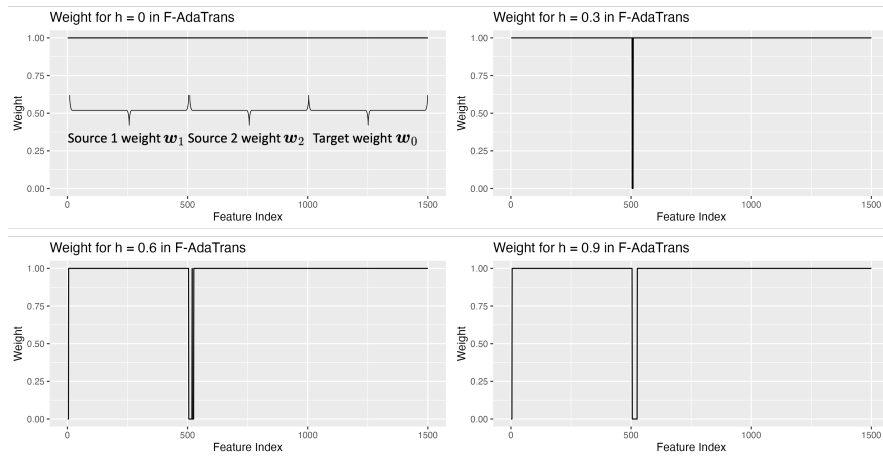 Weight for h = 0 in F-AdaTrans
1.00
0.75
0.50
0.25
0.00
Weight
Source 1 weight w₁ Source 2 weight w₂ Target weight w₀
0 500 1000 1500
Feature Index
Weight for h = 0.3 in F-AdaTrans
1.00
0.75
0.50
0.25
0.00
Weight
0 500 1000 1500
Feature Index
Weight for h = 0.6 in F-AdaTrans
1.00
0.75
0.50
0.25
0.00
Weight
0 500 1000 1500
Feature Index
Weight for h = 0.9 in F-AdaTrans
1.00
0.75
0.50
0.25
0.00
Weight
0 500 1000 1500
Feature Index